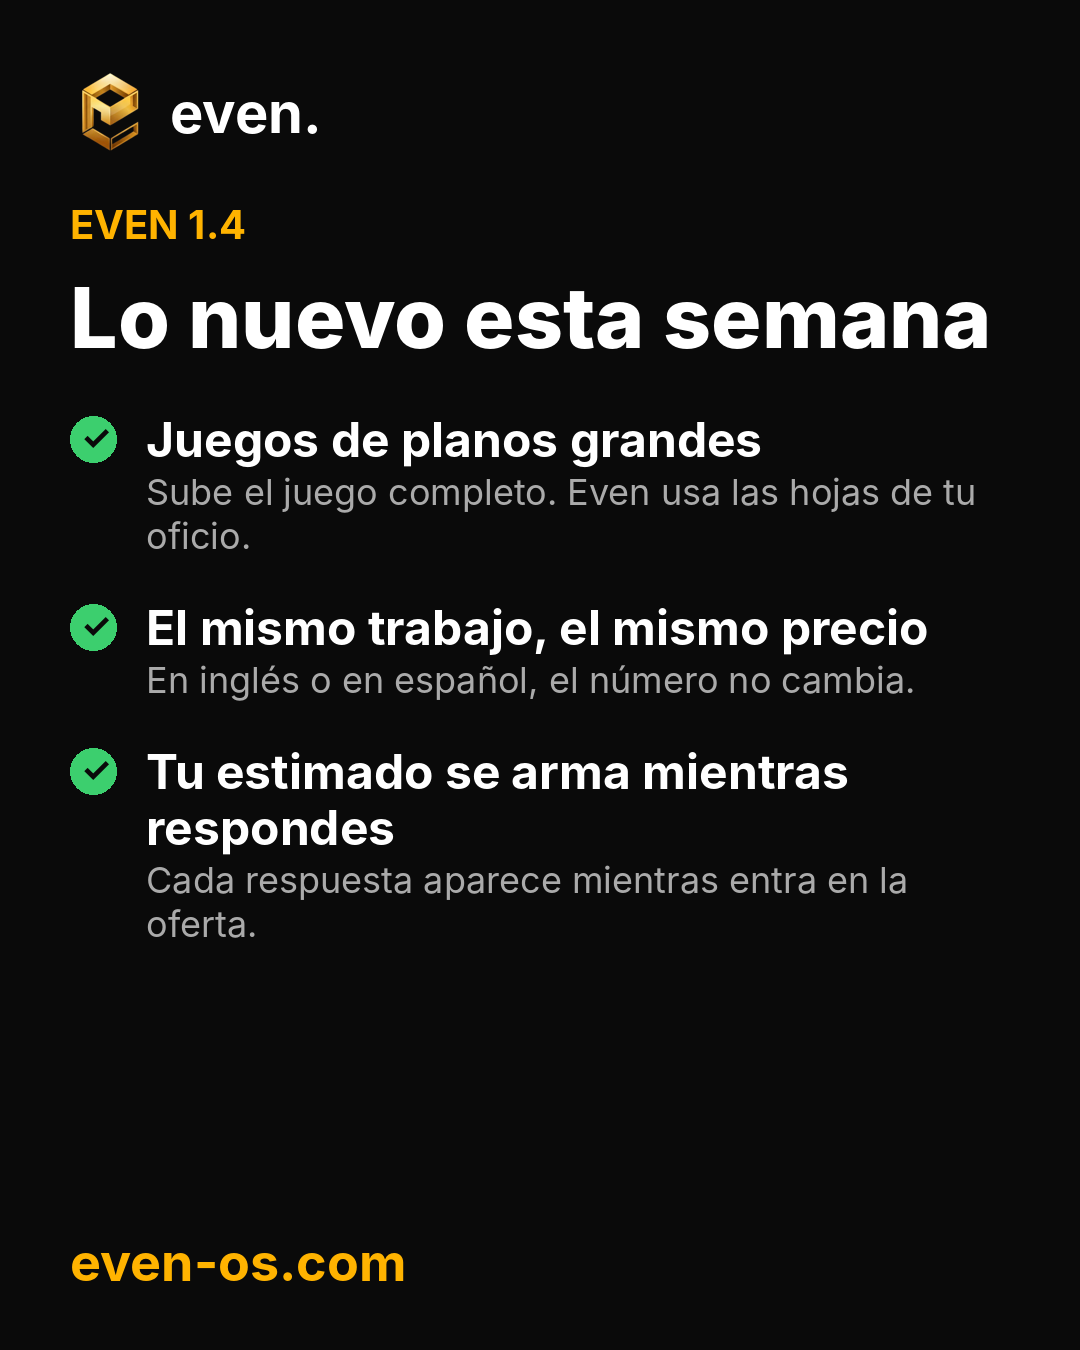 even.
EVEN 1.4
Lo nuevo esta semana
Juegos de planos grandes
Sube el juego completo. Even usa las hojas de tu
oficio.
El mismo trabajo, el mismo precio
En inglés o en español, el número no cambia.
Tu estimado se arma mientras
respondes
Cada respuesta aparece mientras entra en la
oferta.
even-os.com